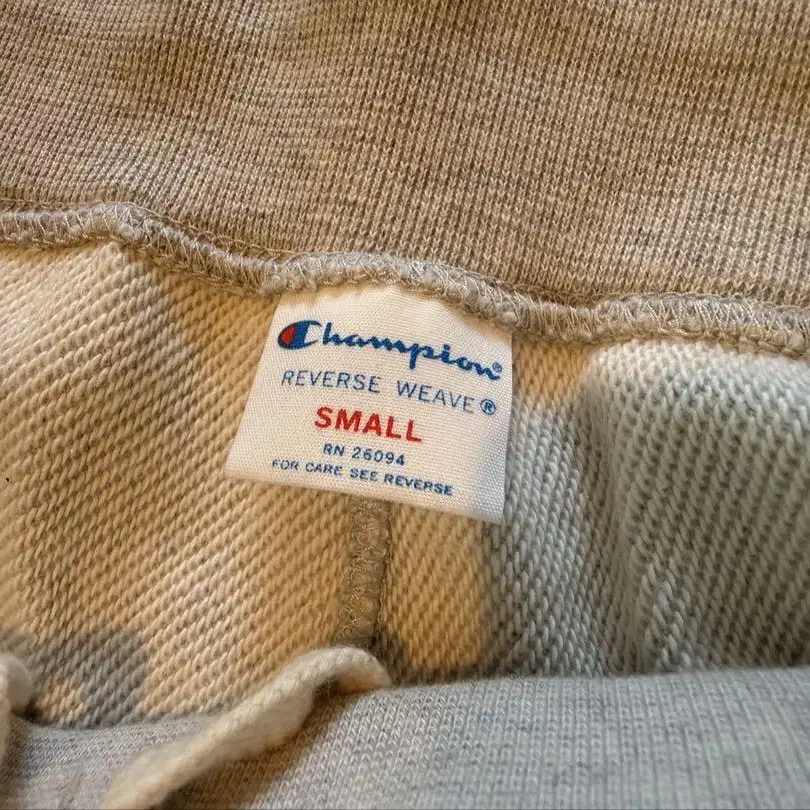 Champion®
REVERSE WEAVE®
SMALL
RN 26094
FOR CARE SEE REVERSE